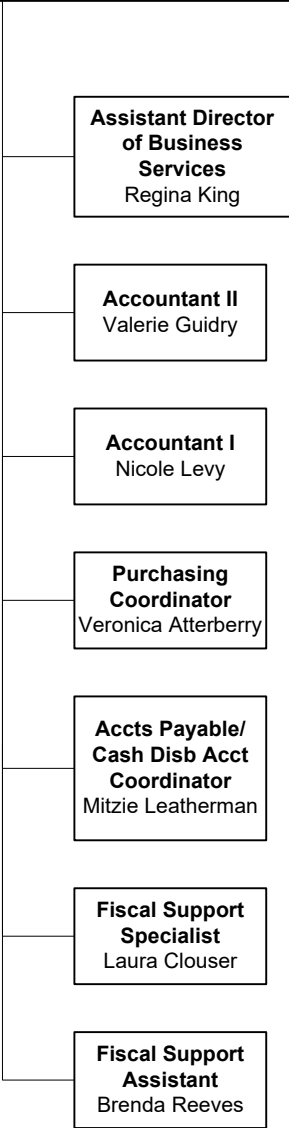 Assistant Director
of Business
Services
Regina King
Accountant II
Valerie Guidry
Accountant I
Nicole Levy
Purchasing
Coordinator
Veronica Atterberry
Accts Payable/
Cash Disb Acct
Coordinator
Mitzie Leatherman
Fiscal Support
Specialist
Laura Clouser
Fiscal Support
Assistant
Brenda Reeves